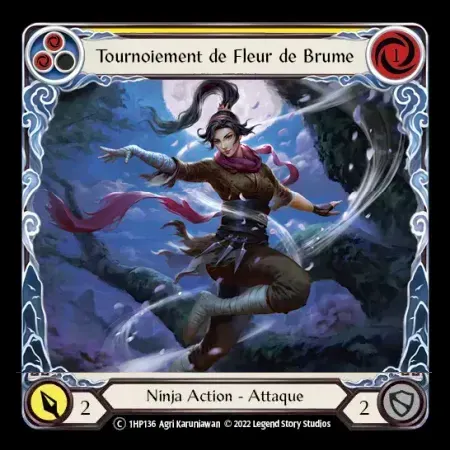 Tournoiement de Fleur de Brume
1
Ninja Action - Attaque
2
2
C 1HP136 Agri Karuniawan © 2022 Legend Story Studios